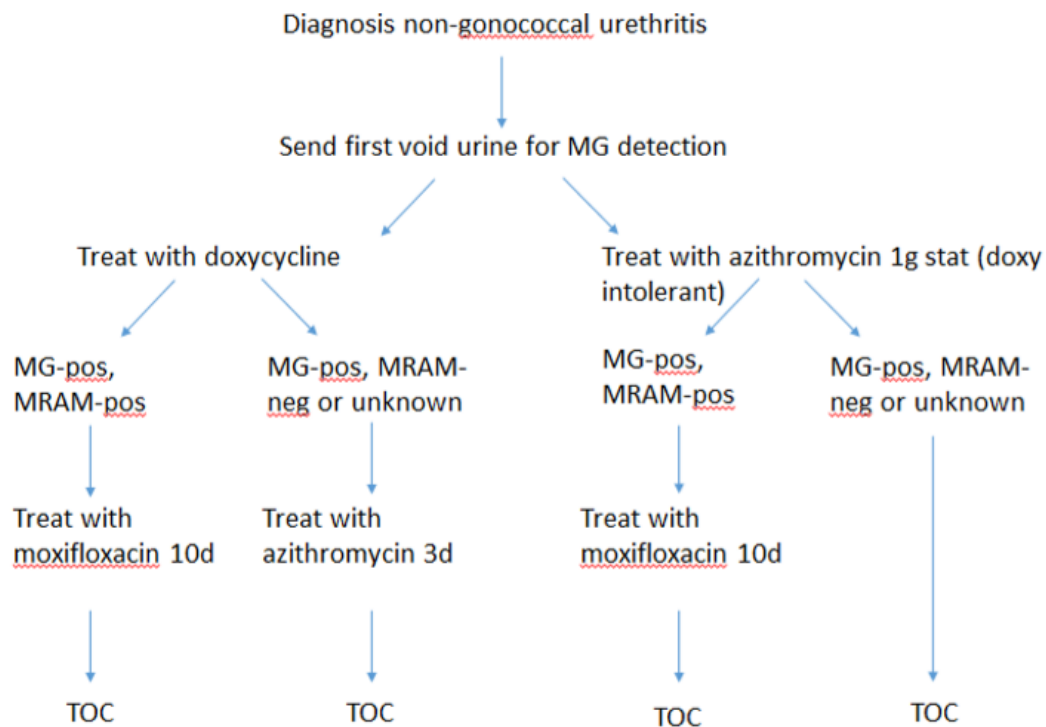 Diagnosis non-gonococcal urethritis
Send first void urine for MG detection
Treat with doxycycline
Treat with azithromycin 1g stat (doxy
intolerant)
MG-pos,
MRAM-pos
MG-pos, MRAM-
neg or unknown
MG-pos,
MRAM-pos
MG-pos, MRAM-
neg or unknown
Treat with
moxifloxacin 10d
Treat with
azithromycin 3d
Treat with
moxifloxacin 10d
TOC
TOC
TOC
TOC